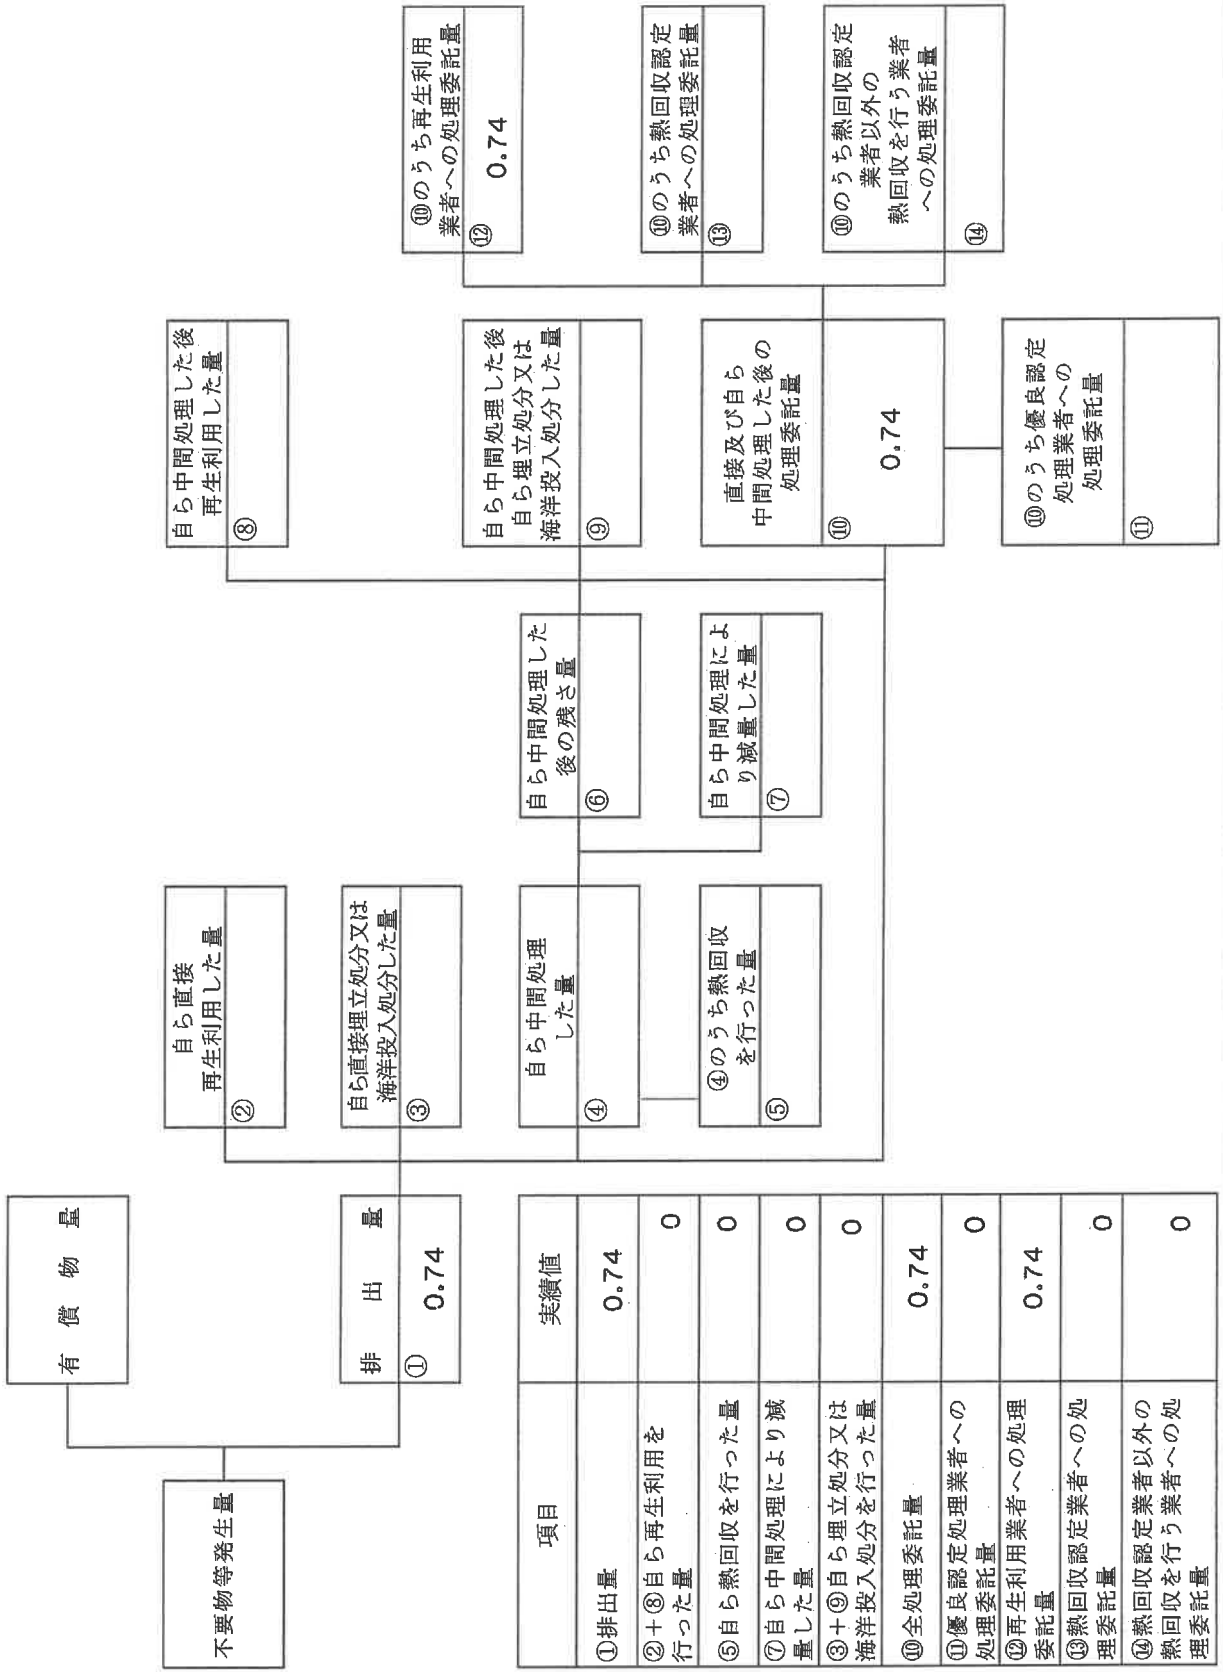 不要物等発生量
有償物量
排出量
①
0.74
自ら直接
再生利用した量
②
自ら直接埋立処分又は
海洋投入処分した量
③
自ら中間処理
した量
④
④のうち熱回収
を行った量
⑤
自ら中間処理した
後の残さ量
⑥
自ら中間処理によ
り減量した量
⑦
自ら中間処理した後
再生利用した量
⑧
自ら中間処理した後
自ら埋立処分又は
海洋投入処分した量
⑨
直接及び自ら
中間処理した後の
処理委託量
⑩
0.74
⑩のうち優良認定
処理業者への
処理委託量
⑪
⑩のうち再生利用
業者への処理委託量
⑫
0.74
⑩のうち熱回収認定
業者への処理委託量
⑬
⑩のうち熱回収認定
業者以外の
熱回収を行う業者
への処理委託量
⑭
項目
実績値
①排出量
0.74
②+⑧自ら再生利用を
行った量
0
⑤自ら熱回収を行った量
0
⑦自ら中間処理により減
量した量
0
③+⑨自ら埋立処分又は
海洋投入処分を行った量
0
⑩全処理委託量
0.74
⑪優良認定処理業者への
処理委託量
0
⑫再生利用業者への処理
委託量
0.74
⑬熱回収認定業者への処
理委託量
0
⑭熱回収認定業者以外の
熱回収を行う業者への処
理委託量
0